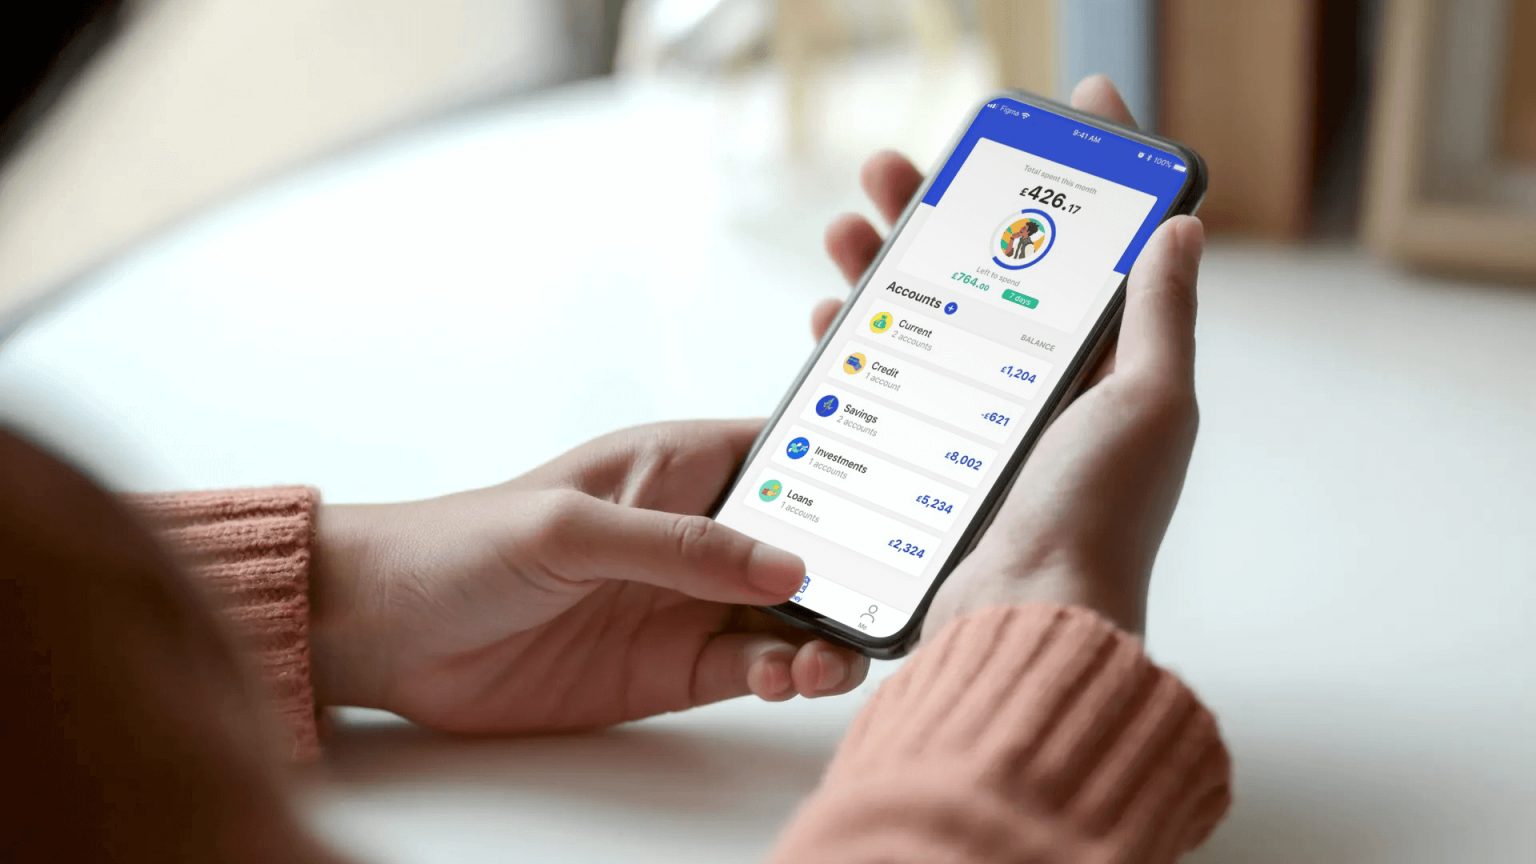 Figma
9:41 AM
100%
Total spent this month
£426.17
Left to spend
£764.00
7 days
Accounts +
BALANCE
Current
2 accounts
£1,204
Credit
1 account
-£621
Savings
2 accounts
£8,002
Investments
1 accounts
£5,234
Loans
1 accounts
£2,324
Me